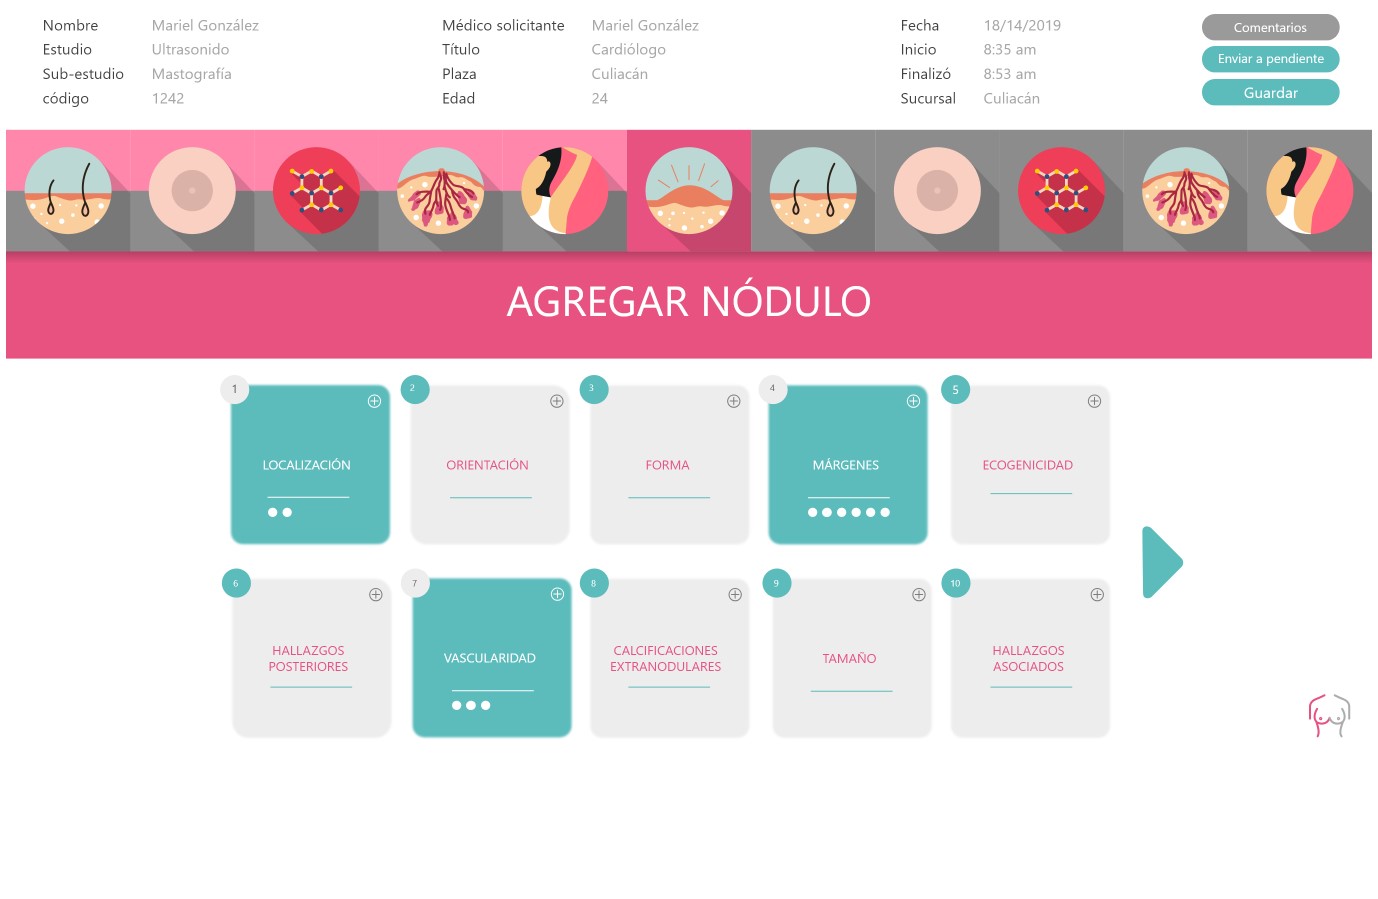 Nombre Mariel González
Estudio Ultrasonido
Sub-estudio Mastografía
código 1242
Médico solicitante Mariel González
Título Cardiólogo
Plaza Culiacán
Edad 24
Fecha 18/14/2019
Inicio 8:35 am
Finalizó 8:53 am
Sucursal Culiacán
Comentarios
Enviar a pendiente
Guardar
AGREGAR NÓDULO
1
LOCALIZACIÓN
2
ORIENTACIÓN
3
FORMA
4
MÁRGENES
5
ECOGENICIDAD
6
HALLAZGOS
POSTERIORES
7
VASCULARIDAD
8
CALCIFICACIONES
EXTRANODULARES
9
TAMAÑO
10
HALLAZGOS
ASOCIADOS